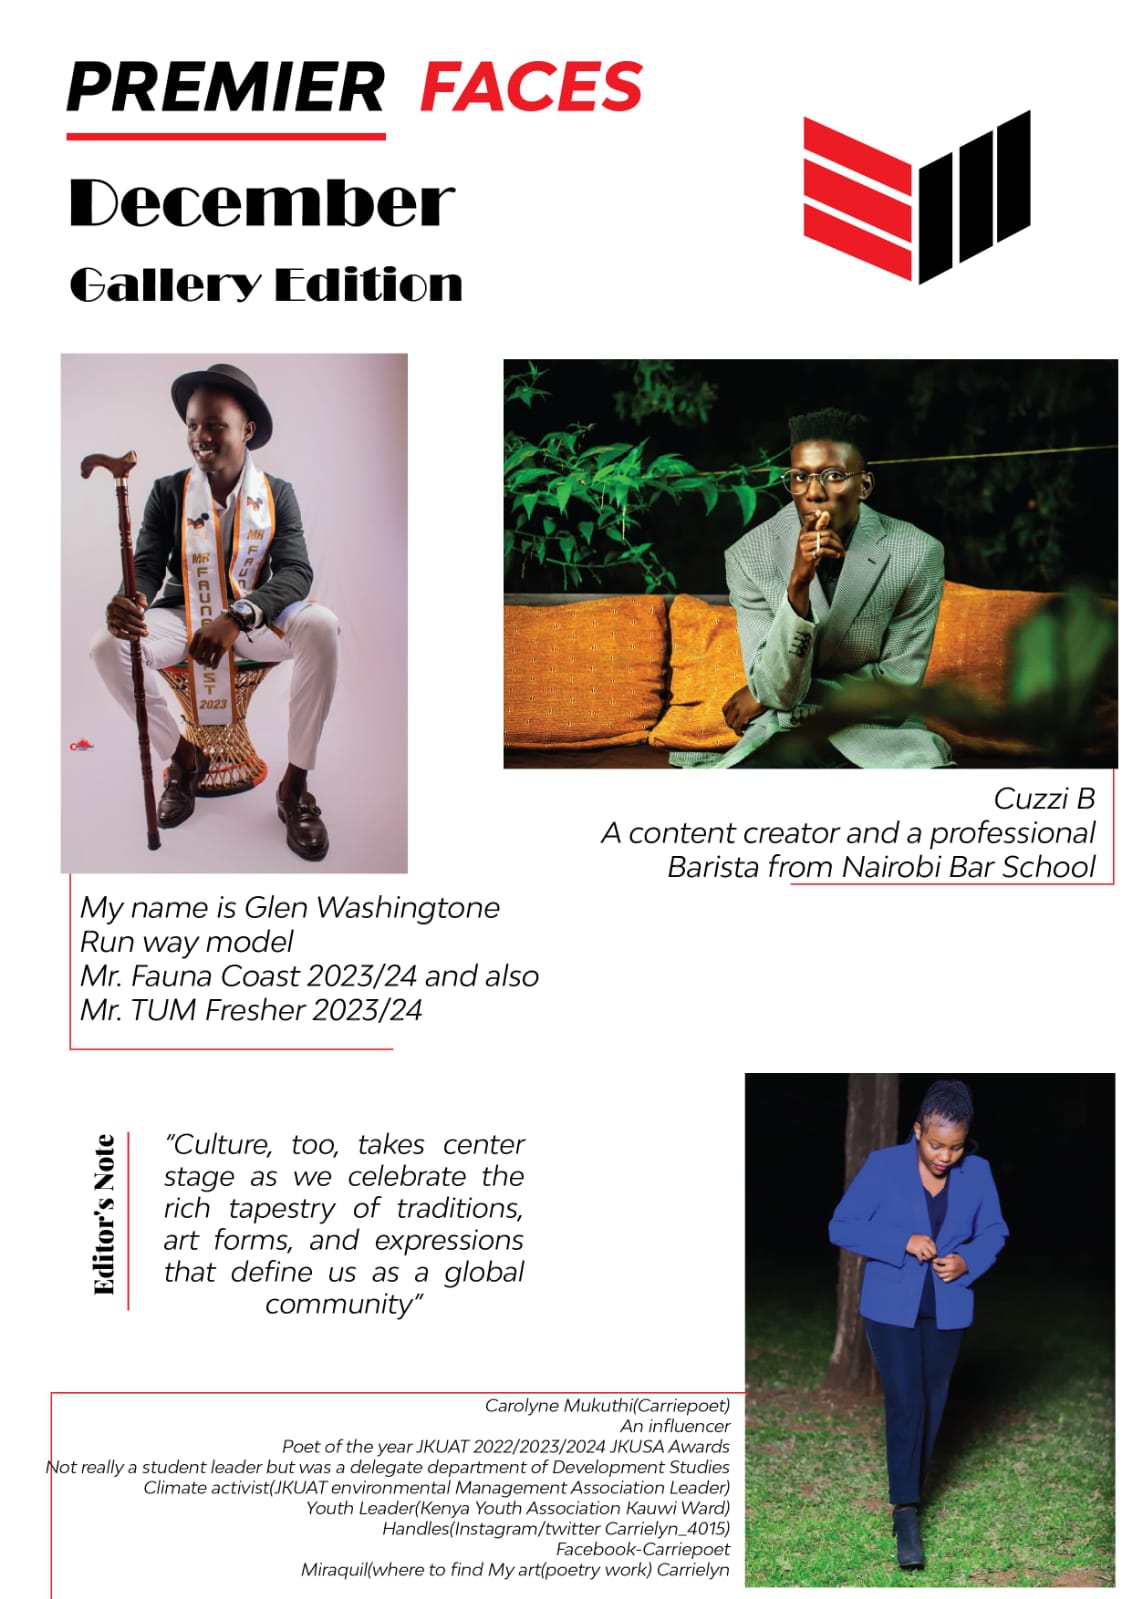 PREMIER FACES
December
Gallery Edition
MR
FAUNA
MR
FAUN
ST
2023
Cuzzi B
A content creator and a professional
Barista from Nairobi Bar School
My name is Glen Washingtone
Run way model
Mr. Fauna Coast 2023/24 and also
Mr. TUM Fresher 2023/24
Editor's Note
"Culture, too, takes center
stage as we celebrate the
rich tapestry of traditions,
art forms, and expressions
that define us as a global
community"
Carolyne Mukuthi(Carriepoet)
An influencer
Poet of the year JKUAT 2022/2023/2024 JKUSA Awards
Not really a student leader but was a delegate department of Development Studies
Climate activist(JKUAT environmental Management Association Leader)
Youth Leader(Kenya Youth Association Kauwi Ward)
Handles(Instagram/twitter Carrielyn_4015)
Facebook-Carriepoet
Miraquil(where to find My art(poetry work) Carrielyn